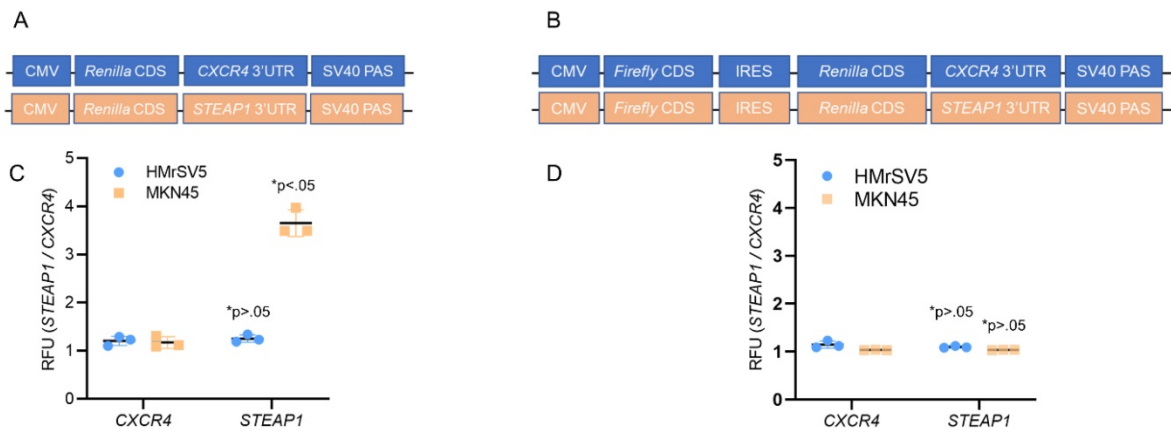 A
CMV Renilla CDS CXCR4 3'UTR SV40 PAS
CMV Renilla CDS STEAP1 3'UTR SV40 PAS
B
CMV Firefly CDS IRES Renilla CDS CXCR4 3'UTR SV40 PAS
CMV Firefly CDS IRES Renilla CDS STEAP1 3'UTR SV40 PAS
C
RFU (STEAP1 / CXCR4)
5
4
3
2
1
0
HMrSV5
MKN45
*p<.05
*p>.05
CXCR4 STEAP1
D
RFU (STEAP1 / CXCR4)
5
4
3
2
1
0
HMrSV5
MKN45
*p>.05
*p>.05
CXCR4 STEAP1